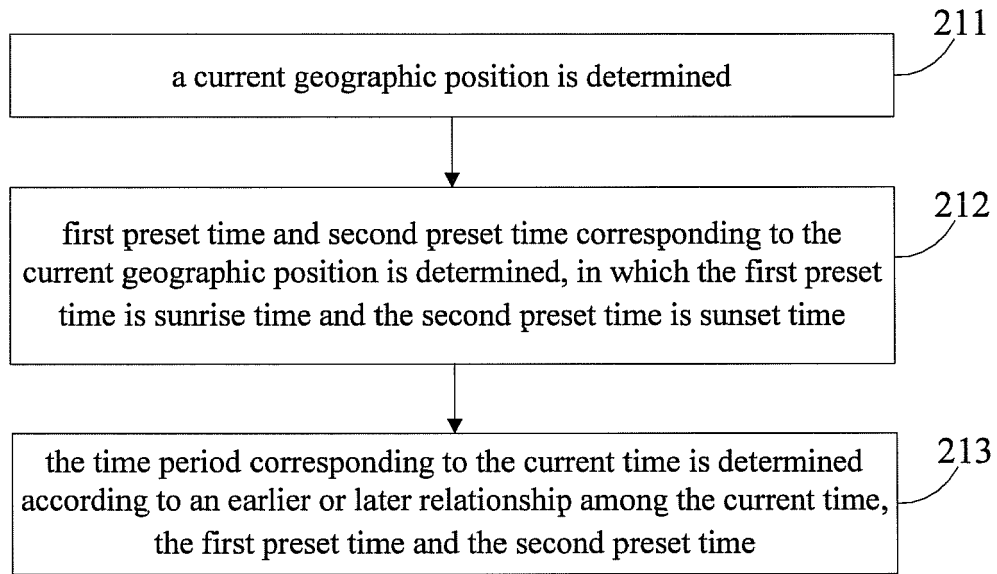 211
a current geographic position is determined
212
first preset time and second preset time corresponding to the
current geographic position is determined, in which the first preset
time is sunrise time and the second preset time is sunset time
213
the time period corresponding to the current time is determined
according to an earlier or later relationship among the current time,
the first preset time and the second preset time